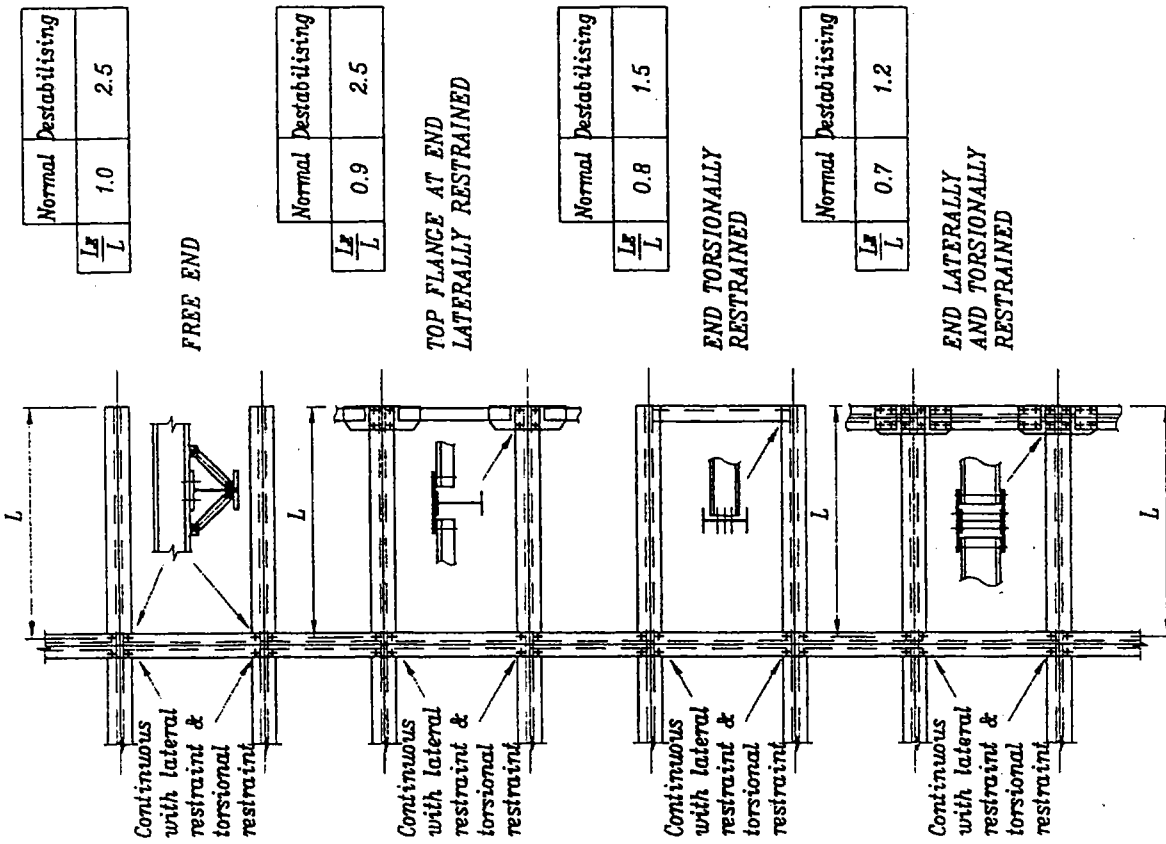 L
Continuous
with lateral
restraint &
torsional
restraint
FREE END
Normal Destabilising
LE/L 1.0 2.5
L
Continuous
with lateral
restraint &
torsional
restraint
TOP FLANGE AT END
LATERALLY RESTRAINED
Normal Destabilising
LE/L 0.9 2.5
Continuous
with lateral
restraint &
torsional
restraint
END TORSIONALLY
RESTRAINED
Normal Destabilising
LE/L 0.8 1.5
L
Continuous
with lateral
restraint &
torsional
restraint
END LATERALLY
AND TORSIONALLY
RESTRAINED
Normal Destabilising
LE/L 0.7 1.2